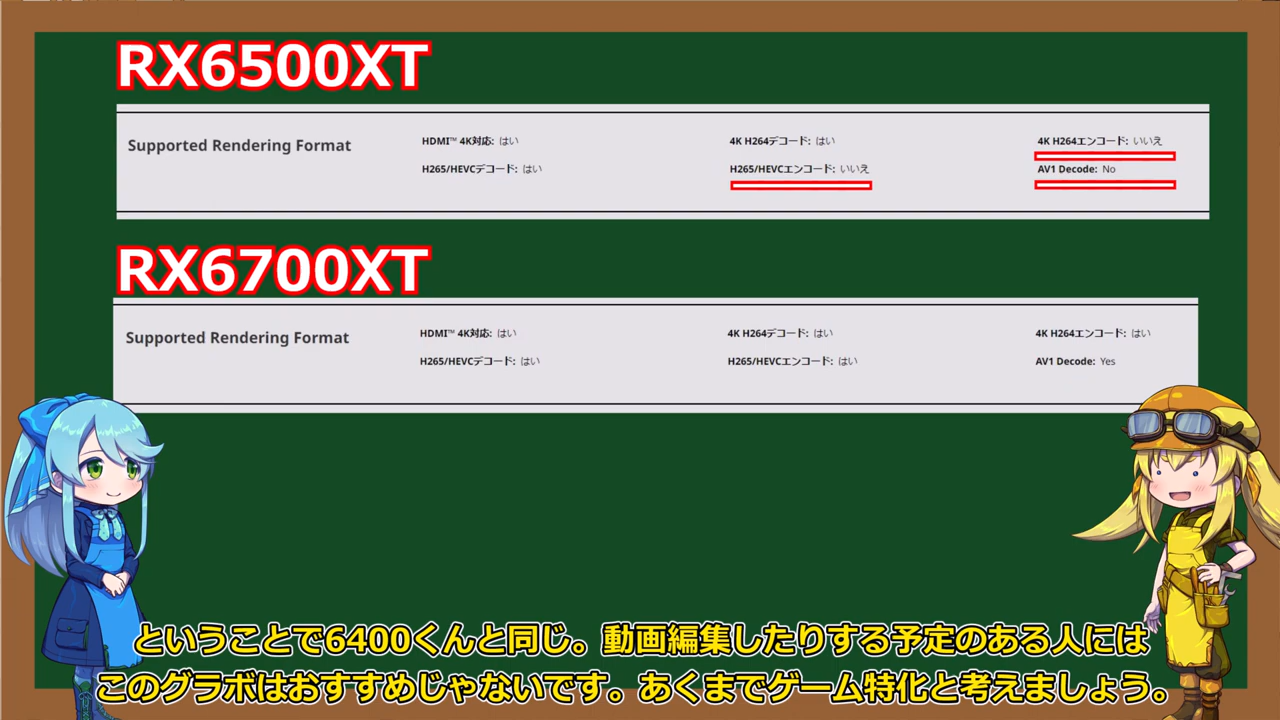 RX6500XT
Supported Rendering Format
HDMI™ 4K対応: はい
4K H264デコード: はい
4K H264エンコード: いいえ
H265/HEVCデコード: はい
H265/HEVCエンコード: いいえ
AV1 Decode: No
RX6700XT
Supported Rendering Format
HDMI™ 4K対応: はい
4K H264デコード: はい
4K H264エンコード: はい
H265/HEVCデコード: はい
H265/HEVCエンコード: はい
AV1 Decode: Yes
ということで6400くんと同じ。動画編集したりする予定のある人には
このグラボはおすすめじゃないです。あくまでゲーム特化と考えましょう。